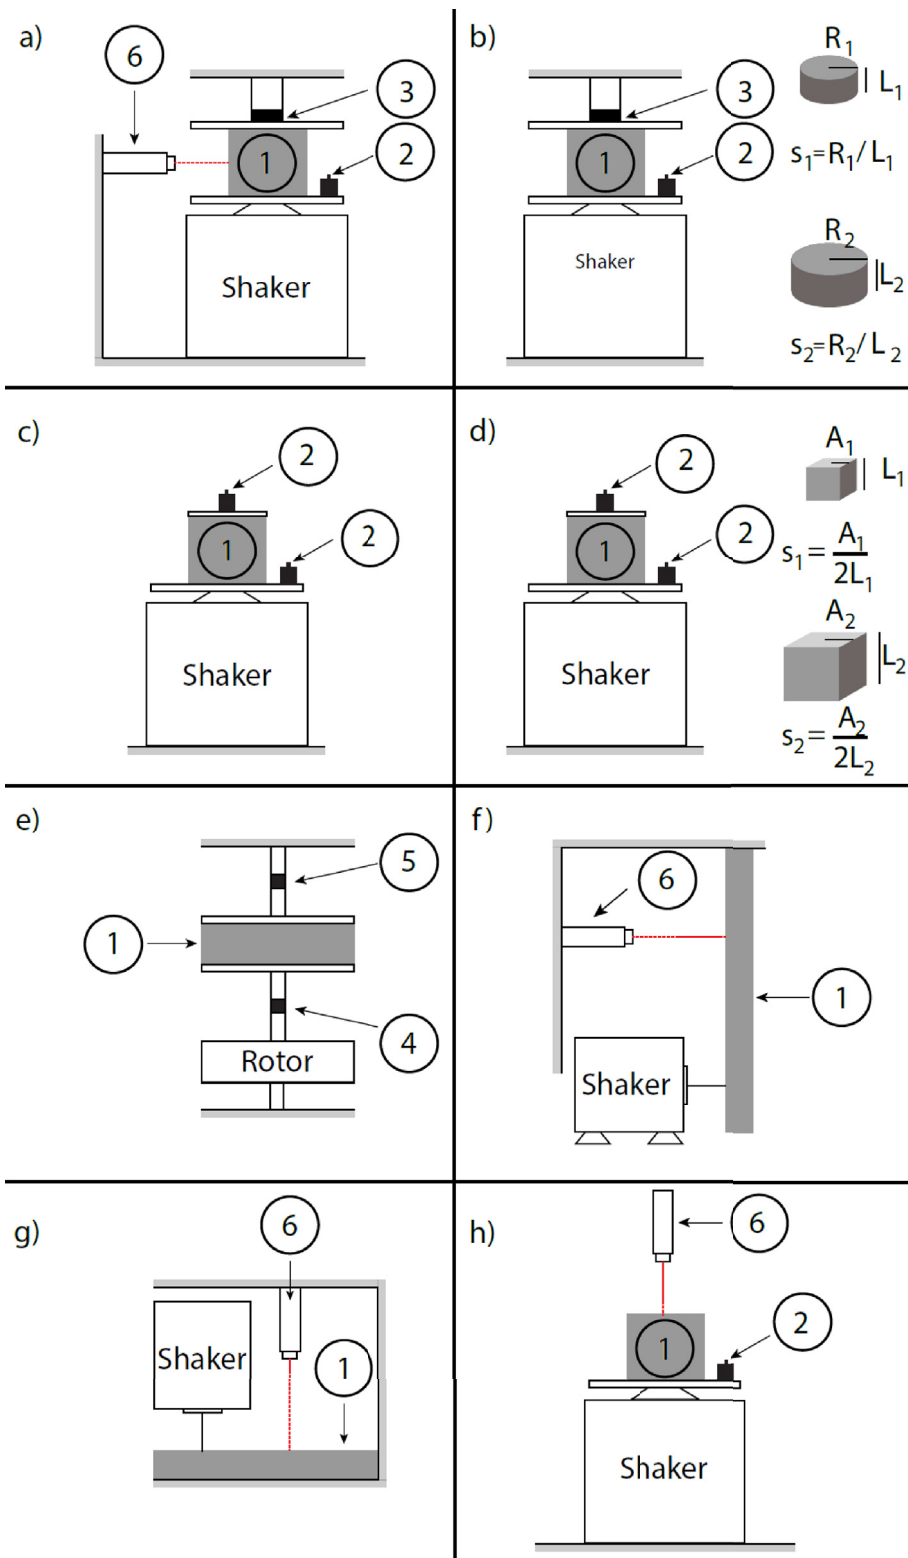 a)
6
3
2
1
Shaker
b)
3
2
1
Shaker
R₁
L₁
s₁=R₁/L₁
R₂
L₂
s₂=R₂/L₂
c)
2
2
1
Shaker
d)
2
2
1
Shaker
A₁
L₁
s₁= A₁
2L₁
A₂
L₂
s₂= A₂
2L₂
e)
5
1
4
Rotor
f)
6
1
Shaker
g)
6
Shaker
1
h)
6
2
1
Shaker